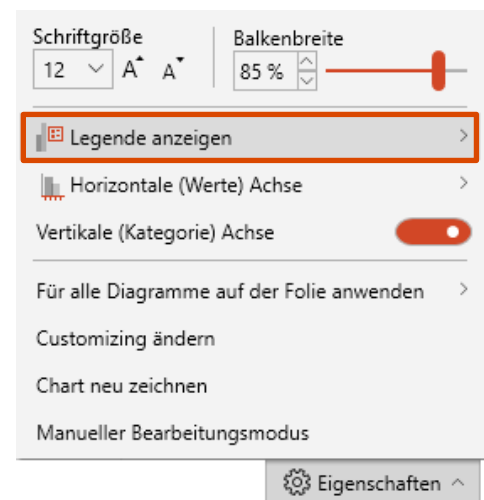 Schriftgröße Balkenbreite
12 A A 85 %
Legende anzeigen
Horizontale (Werte) Achse
Vertikale (Kategorie) Achse
Für alle Diagramme auf der Folie anwenden
Customizing ändern
Chart neu zeichnen
Manueller Bearbeitungsmodus
Eigenschaften